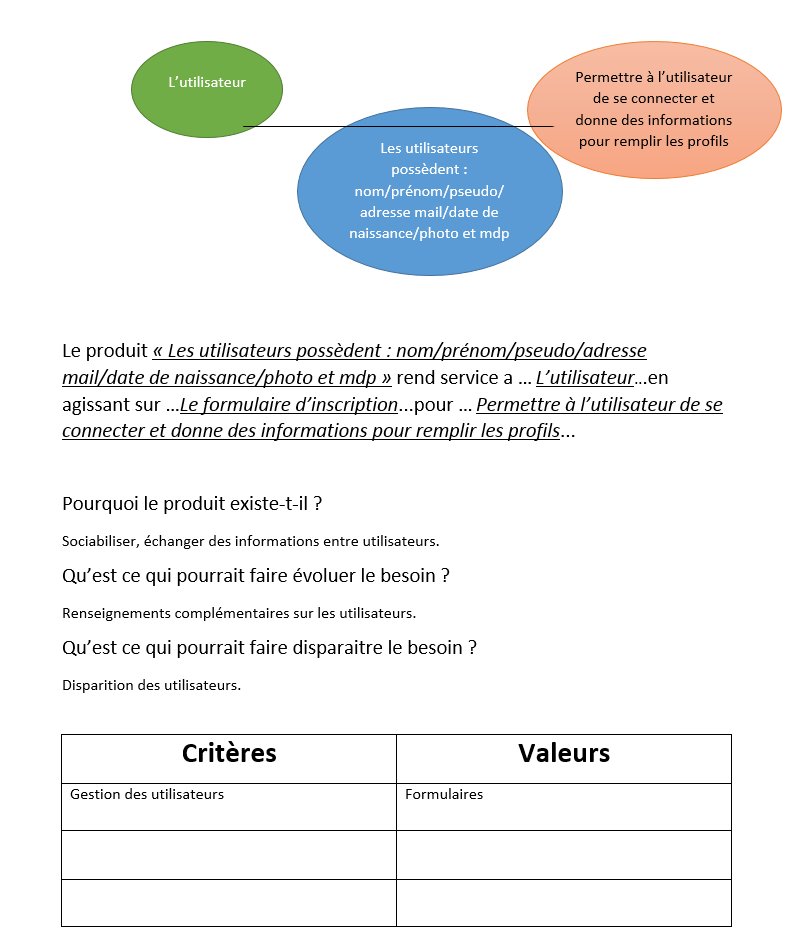 L’utilisateur
Permettre à l’utilisateur
de se connecter et
donne des informations
pour remplir les profils
Les utilisateurs
possèdent :
nom/prénom/pseudo/
adresse mail/date de
naissance/photo et mdp
Le produit « Les utilisateurs possèdent : nom/prénom/pseudo/adresse
mail/date de naissance/photo et mdp » rend service a … L’utilisateur…en
agissant sur …Le formulaire d’inscription…pour … Permettre à l’utilisateur de se
connecter et donne des informations pour remplir les profils…
Pourquoi le produit existe-t-il ?
Sociabiliser, échanger des informations entre utilisateurs.
Qu’est ce qui pourrait faire évoluer le besoin ?
Renseignements complémentaires sur les utilisateurs.
Qu’est ce qui pourrait faire disparaitre le besoin ?
Disparition des utilisateurs.
Critères Valeurs
Gestion des utilisateurs Formulaires